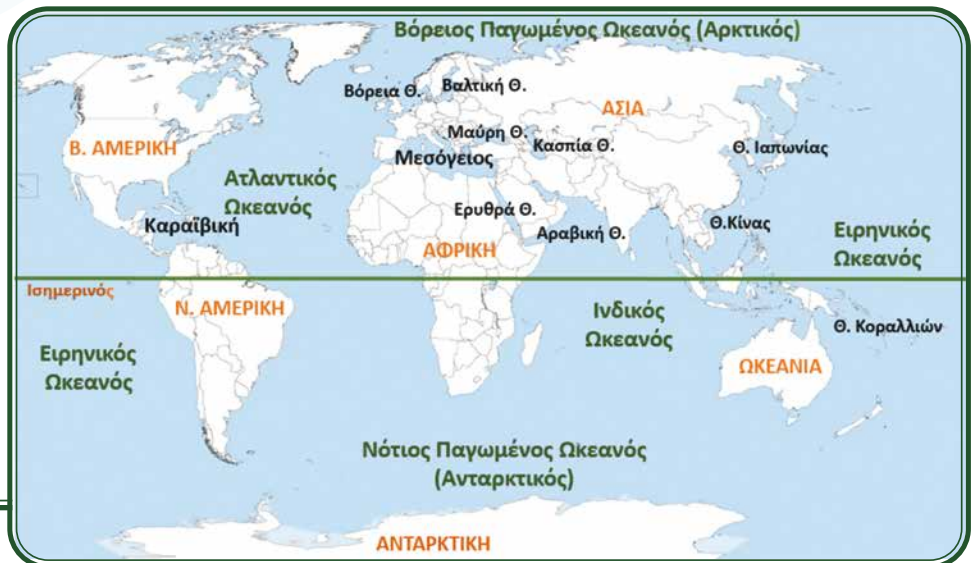 Βόρειος Παγωμένος Ωκεανός (Αρκτικός)
Βόρεια Θ.
Βαλτική Θ.
ΑΣΙΑ
Β. ΑΜΕΡΙΚΗ
Μαύρη Θ.
Κασπία Θ.
Θ. Ιαπωνίας
Μεσόγειος
Ατλαντικός
Ωκεανός
Καραϊβική
Ερυθρά Θ.
Αραβική Θ.
Θ.Κίνας
ΑΦΡΙΚΗ
Ειρηνικός
Ωκεανός
Ισημερινός
Ν. ΑΜΕΡΙΚΗ
Ινδικός
Ωκεανός
Θ. Κοραλλιών
Ειρηνικός
Ωκεανός
ΩΚΕΑΝΙΑ
Νότιος Παγωμένος Ωκεανός
(Ανταρκτικός)
ΑΝΤΑΡΚΤΙΚΗ